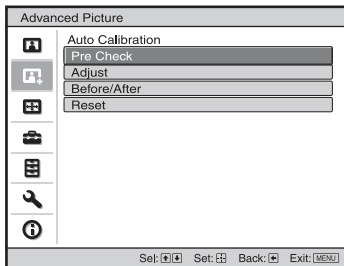 Advanced Picture
Auto Calibration
Pre Check
Adjust
Before/After
Reset
Sel: Set: Back: Exit: MENU